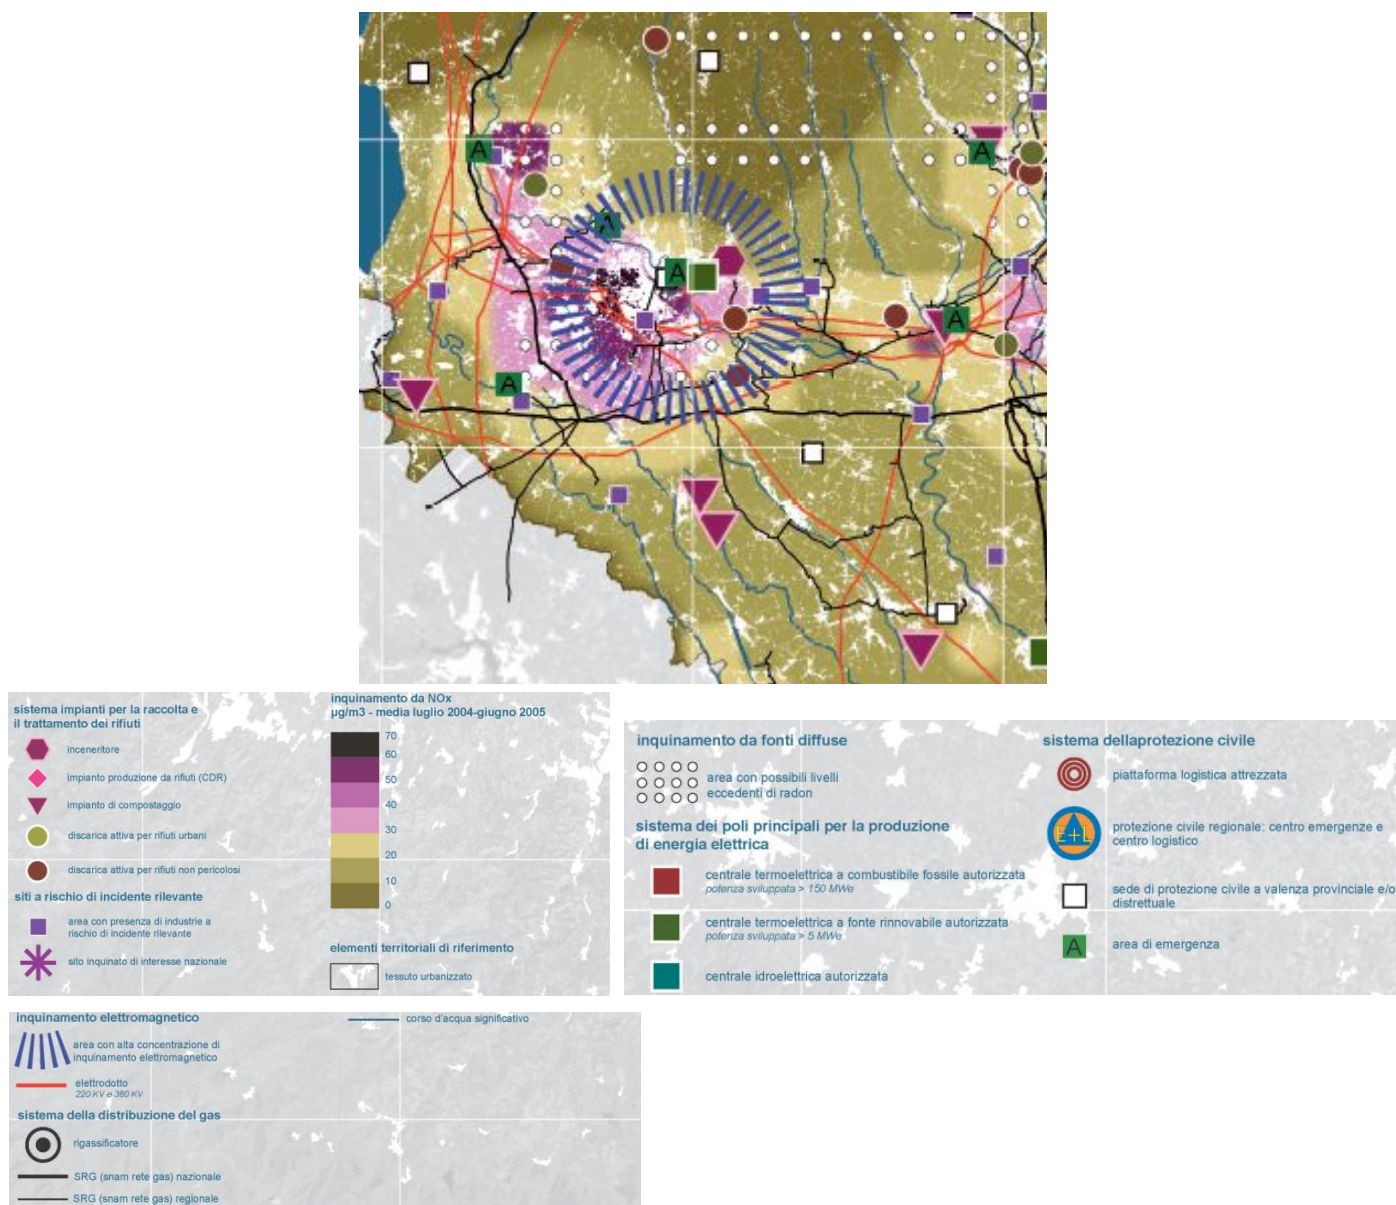 A
A
A
A
A
A
sistema impianti per la raccolta e
il trattamento dei rifiuti
inceneritore
impianto produzione da rifiuti (CDR)
impianto di compostaggio
discarica attiva per rifiuti urbani
discarica attiva per rifiuti non pericolosi
siti a rischio di incidente rilevante
area con presenza di industrie a
rischio di incidente rilevante
sito inquinato di interesse nazionale
inquinamento da NOx
µg/m3 - media luglio 2004-giugno 2005
70
60
50
40
30
20
10
0
elementi territoriali di riferimento
tessuto urbanizzato
inquinamento da fonti diffuse
area con possibili livelli
eccedenti di radon
sistema dei poli principali per la produzione
di energia elettrica
centrale termoelettrica a combustibile fossile autorizzata
potenza sviluppata > 150 MWe
centrale termoelettrica a fonte rinnovabile autorizzata
potenza sviluppata > 5 MWe
centrale idroelettrica autorizzata
sistema dellaprotezione civile
piattaforma logistica attrezzata
E+L
protezione civile regionale: centro emergenze e
centro logistico
sede di protezione civile a valenza provinciale e/o
distrettuale
A
area di emergenza
inquinamento elettromagnetico
area con alta concentrazione di
inquinamento elettromagnetico
elettrodotto
220 KV e 380 KV
sistema della distribuzione del gas
rigassificatore
SRG (snam rete gas) nazionale
SRG (snam rete gas) regionale
corso d'acqua significativo